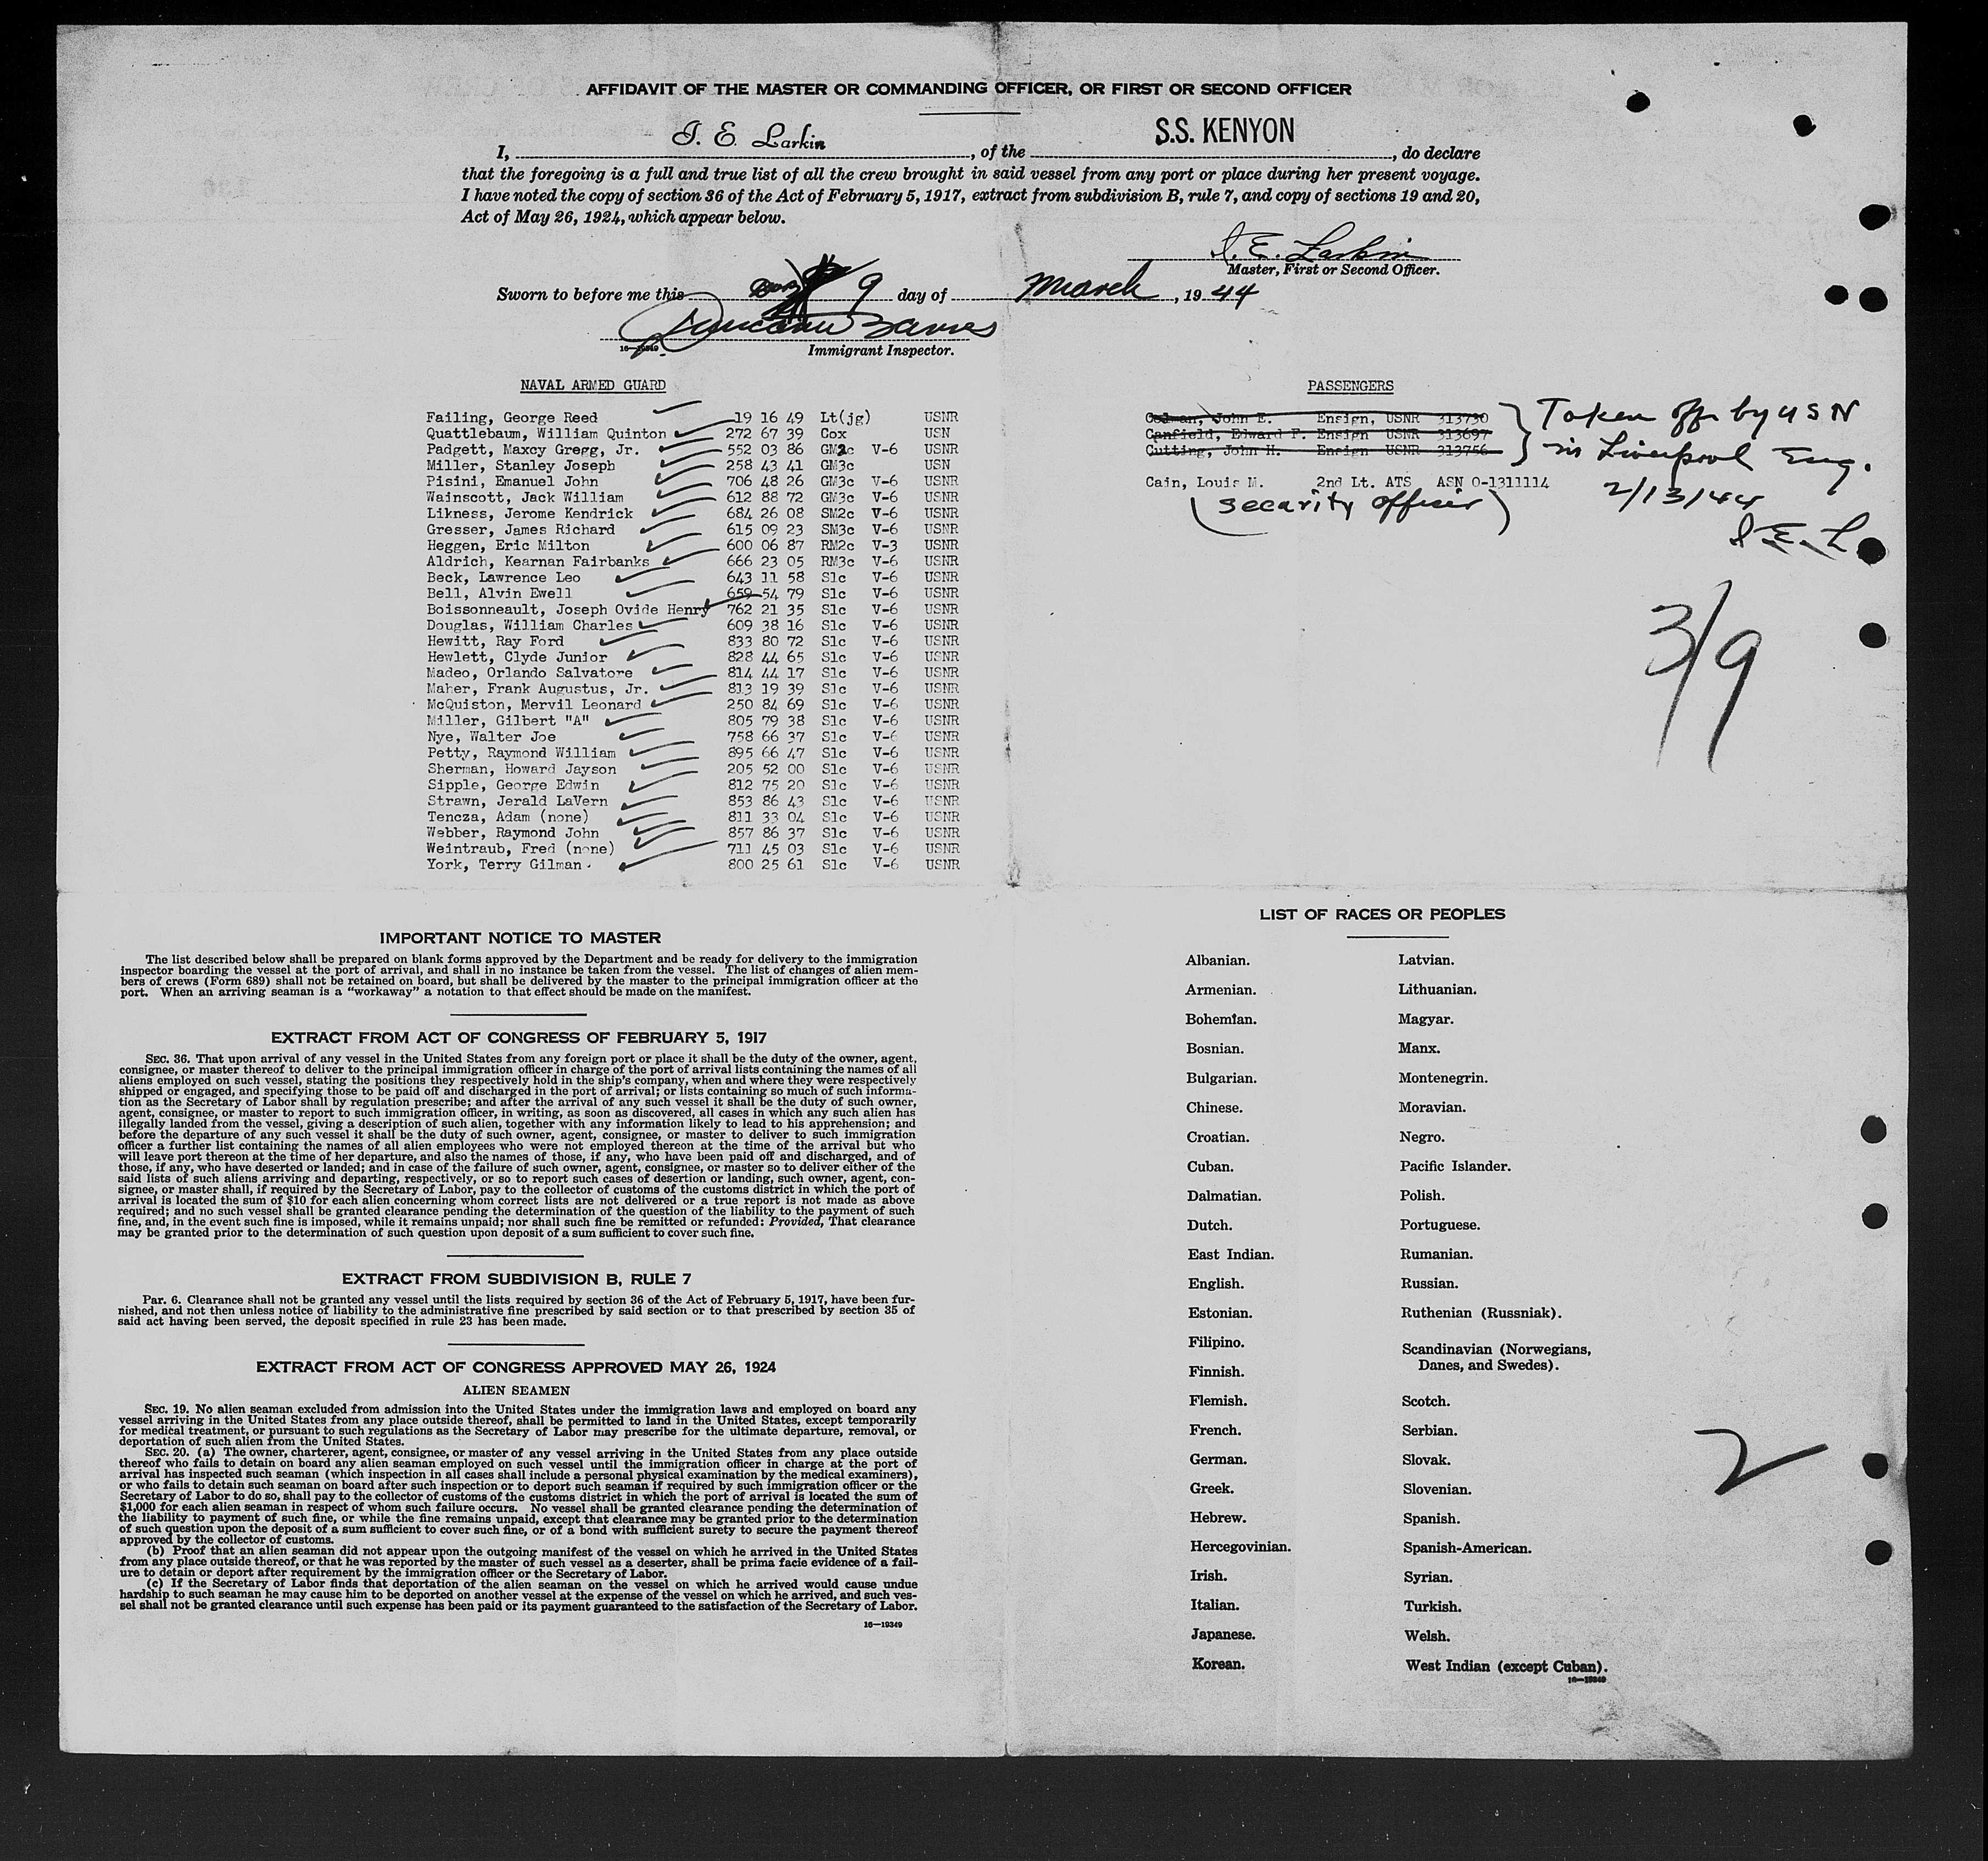 AFFIDAVIT OF THE MASTER OR COMMANDING OFFICER, OR FIRST OR SECOND OFFICER
I, J. E. Larkin, of the S.S. KENYON, do declare
that the foregoing is a full and true list of all the crew brought in said vessel from any port or place during her present voyage.
I have noted the copy of section 36 of the Act of February 5, 1917, extract from subdivision B, rule 7, and copy of sections 19 and 20,
Act of May 26, 1924, which appear below.
J. E. Larkin
Master, First or Second Officer.
Sworn to before me this 9 day of March, 1944
16—19349
Immigrant Inspector.
NAVAL ARMED GUARD
Failing, George Reed 19 16 49 Lt(jg) USNR
Quattlebaum, William Quinton 272 67 39 Cox USN
Padgett, Maxcy Gregg, Jr. 552 03 86 GM2c V-6 USNR
Miller, Stanley Joseph 258 43 41 GM3c USN
Pisini, Emanuel John 706 48 26 GM3c V-6 USNR
Wainscott, Jack William 612 88 72 GM3c V-6 USNR
Likness, Jerome Kendrick 684 26 08 SM2c V-6 USNR
Gresser, James Richard 615 09 23 SM3c V-6 USNR
Heggen, Eric Milton 600 06 87 RM2c V-3 USNR
Aldrich, Kearnan Fairbanks 666 23 05 RM3c V-6 USNR
Beck, Lawrence Leo 643 11 58 S1c V-6 USNR
Bell, Alvin Ewell 659 54 79 S1c V-6 USNR
Boissonneault, Joseph Ovide Henry 762 21 35 S1c V-6 USNR
Douglas, William Charles 609 38 16 S1c V-6 USNR
Hewitt, Ray Ford 833 80 72 S1c V-6 USNR
Hewlett, Clyde Junior 828 44 65 S1c V-6 USNR
Madeo, Orlando Salvatore 814 44 17 S1c V-6 USNR
Maher, Frank Augustus, Jr. 813 19 39 S1c V-6 USNR
McQuiston, Mervil Leonard 250 84 69 S1c V-6 USNR
Miller, Gilbert "A" 805 79 38 S1c V-6 USNR
Nye, Walter Joe 758 66 37 S1c V-6 USNR
Petty, Raymond William 895 66 47 S1c V-6 USNR
Sherman, Howard Jayson 205 52 00 S1c V-6 USNR
Sipple, George Edwin 812 75 20 S1c V-6 USNR
Strawn, Jerald LaVern 853 86 43 S1c V-6 USNR
Tencza, Adam (none) 811 33 04 S1c V-6 USNR
Webber, Raymond John 857 86 37 S1c V-6 USNR
Weintraub, Fred (none) 711 45 03 S1c V-6 USNR
York, Terry Gilman 800 25 61 S1c V-6 USNR
PASSENGERS
John E. Ensign, USNR 313730
Canfield, Edward F. Ensign USNR 313697
Cutting, John H. Ensign USNR 313756
Taken off by USN
in Liverpool Eng.
2/13/44
J.E.L.
Cain, Louis M. 2nd Lt. ATS ASN O-1311114
(security officer)
3/9
IMPORTANT NOTICE TO MASTER
The list described below shall be prepared on blank forms approved by the Department and be ready for delivery to the immigration
inspector boarding the vessel at the port of arrival, and shall in no instance be taken from the vessel. The list of changes of alien mem-
bers of crews (Form 689) shall not be retained on board, but shall be delivered by the master to the principal immigration officer at the
port. When an arriving seaman is a "workaway" a notation to that effect should be made on the manifest.
EXTRACT FROM ACT OF CONGRESS OF FEBRUARY 5, 1917
SEC. 36. That upon arrival of any vessel in the United States from any foreign port or place it shall be the duty of the owner, agent,
consignee, or master thereof to deliver to the principal immigration officer in charge of the port of arrival lists containing the names of all
aliens employed on such vessel, stating the positions they respectively hold in the ship's company, when and where they were respectively
shipped or engaged, and specifying those to be paid off and discharged in the port of arrival; or lists containing so much of such informa-
tion as the Secretary of Labor shall by regulation prescribe; and after the arrival of any such vessel it shall be the duty of such owner,
agent, consignee, or master to report to such immigration officer, in writing, as soon as discovered, all cases in which any such alien has
illegally landed from the vessel, giving a description of such alien, together with any information likely to lead to his apprehension; and
before the departure of any such vessel it shall be the duty of such owner, agent, consignee, or master to deliver to such immigration
officer a further list containing the names of all alien employees who were not employed thereon at the time of the arrival but who
will leave port thereon at the time of her departure, and also the names of those, if any, who have been paid off and discharged, and of
those, if any, who have deserted or landed; and in case of the failure of such owner, agent, consignee, or master so to deliver either of the
said lists of such aliens arriving and departing, respectively, or so to report such cases of desertion or landing, such owner, agent, con-
signee, or master shall, if required by the Secretary of Labor, pay to the collector of customs of the customs district in which the port of
arrival is located the sum of $10 for each alien concerning whom correct lists are not delivered or a true report is not made as above
required; and no such vessel shall be granted clearance pending the determination of the question of the liability to the payment of such
fine, and, in the event such fine is imposed, while it remains unpaid; nor shall such fine be remitted or refunded: Provided, That clearance
may be granted prior to the determination of such question upon deposit of a sum sufficient to cover such fine.
EXTRACT FROM SUBDIVISION B, RULE 7
Par. 6. Clearance shall not be granted any vessel until the lists required by section 36 of the Act of February 5, 1917, have been fur-
nished, and not then unless notice of liability to the administrative fine prescribed by said section or to that prescribed by section 35 of
said act having been served, the deposit specified in rule 23 has been made.
EXTRACT FROM ACT OF CONGRESS APPROVED MAY 26, 1924
ALIEN SEAMEN
SEC. 19. No alien seaman excluded from admission into the United States under the immigration laws and employed on board any
vessel arriving in the United States from any place outside thereof, shall be permitted to land in the United States, except temporarily
for medical treatment, or pursuant to such regulations as the Secretary of Labor may prescribe for the ultimate departure, removal, or
deportation of such alien from the United States.
SEC. 20. (a) The owner, charterer, agent, consignee, or master of any vessel arriving in the United States from any place outside
thereof who fails to detain on board any alien seaman employed on such vessel until the immigration officer in charge at the port of
arrival has inspected such seaman (which inspection in all cases shall include a personal physical examination by the medical examiners),
or who fails to detain such seaman on board after such inspection or to deport such seaman if required by such immigration officer or the
Secretary of Labor to do so, shall pay to the collector of customs of the customs district in which the port of arrival is located the sum of
$1,000 for each alien seaman in respect of whom such failure occurs. No vessel shall be granted clearance pending the determination of
the liability to payment of such fine, or while the fine remains unpaid, except that clearance may be granted prior to the determination
of such question upon the deposit of a sum sufficient to cover such fine, or of a bond with sufficient surety to secure the payment thereof
approved by the collector of customs.
(b) Proof that an alien seaman did not appear upon the outgoing manifest of the vessel on which he arrived in the United States
from any place outside thereof, or that he was reported by the master of such vessel as a deserter, shall be prima facie evidence of a fail-
ure to detain or deport after requirement by the immigration officer or the Secretary of Labor.
(c) If the Secretary of Labor finds that deportation of the alien seaman on the vessel on which he arrived would cause undue
hardship to such seaman he may cause him to be deported on another vessel at the expense of the vessel on which he arrived, and such ves-
sel shall not be granted clearance until such expense has been paid or its payment guaranteed to the satisfaction of the Secretary of Labor.
16—19349
LIST OF RACES OR PEOPLES
Albanian. Latvian.
Armenian. Lithuanian.
Bohemian. Magyar.
Bosnian. Manx.
Bulgarian. Montenegrin.
Chinese. Moravian.
Croatian. Negro.
Cuban. Pacific Islander.
Dalmatian. Polish.
Dutch. Portuguese.
East Indian. Rumanian.
English. Russian.
Estonian. Ruthenian (Russniak).
Filipino. Scandinavian (Norwegians,
Danes, and Swedes).
Finnish.
Flemish. Scotch.
French. Serbian.
German. Slovak.
Greek. Slovenian.
Hebrew. Spanish.
Hercegovinian. Spanish-American.
Irish. Syrian.
Italian. Turkish.
Japanese. Welsh.
Korean. West Indian (except Cuban).
16—19349
2